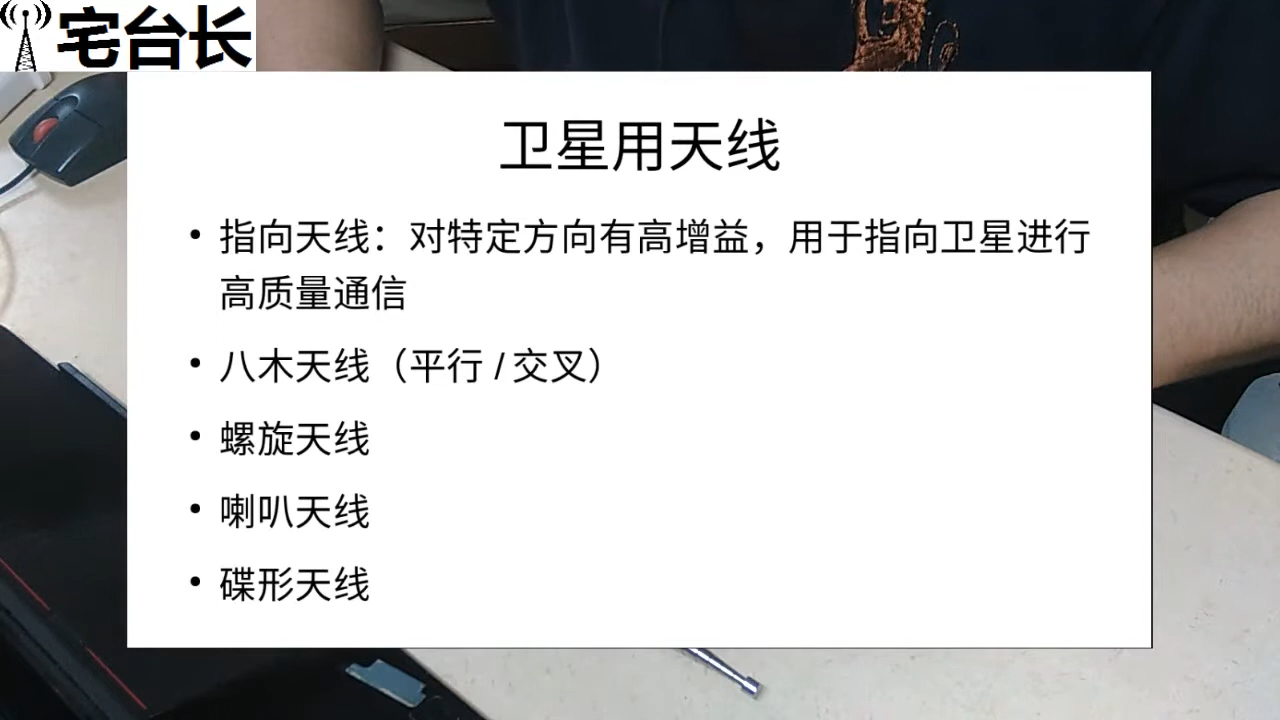 宅台长
卫星用天线
• 指向天线：对特定方向有高增益，用于指向卫星进行
高质量通信
• 八木天线（平行 / 交叉）
• 螺旋天线
• 喇叭天线
• 碟形天线